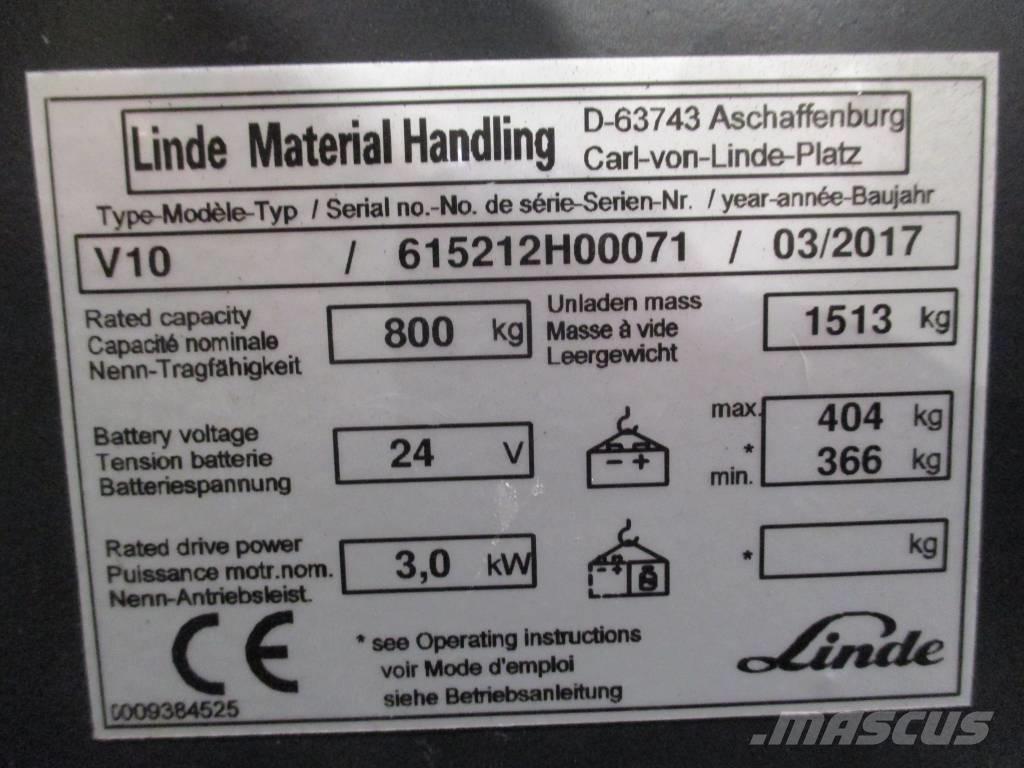 Linde Material Handling
D-63743 Aschaffenburg
Carl-von-Linde-Platz
Type-Modèle-Typ / Serial no.-No. de série-Serien-Nr. / year-année-Baujahr
V10 / 615212H00071 / 03/2017
Rated capacity
Capacité nominale
Nenn-Tragfähigkeit
800 kg
Unladen mass
Masse à vide
Leergewicht
1513 kg
Battery voltage
Tension batterie
Batteriespannung
24 V
- +
max. 404 kg
*
min. 366 kg
Rated drive power
Puissance motr.nom.
Nenn-Antriebsleist.
3,0 kW
- +
* kg
CE
* see Operating instructions
voir Mode d'emploi
siehe Betriebsanleitung
Linde
0009384525
MASCUS